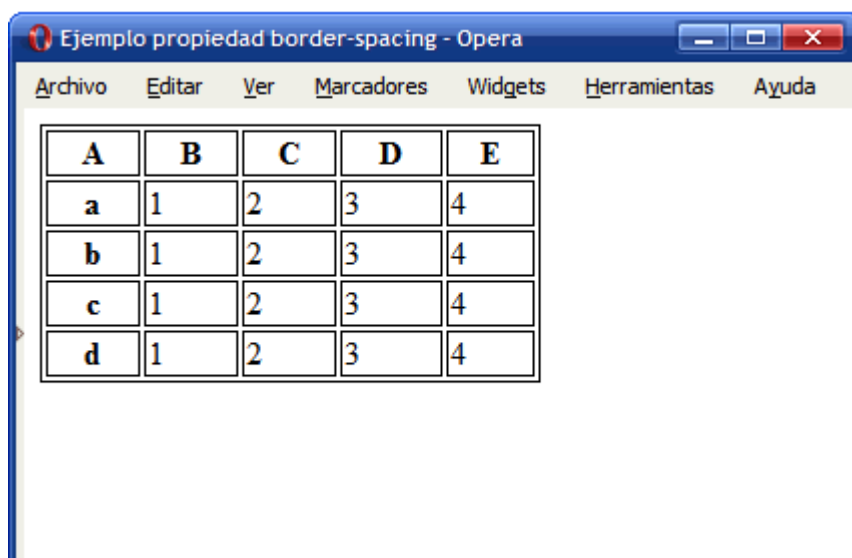 Ejemplo propiedad border-spacing - Opera
Archivo Editar Ver Marcadores Widgets Herramientas Ayuda
A B C D E
a 1 2 3 4
b 1 2 3 4
c 1 2 3 4
d 1 2 3 4